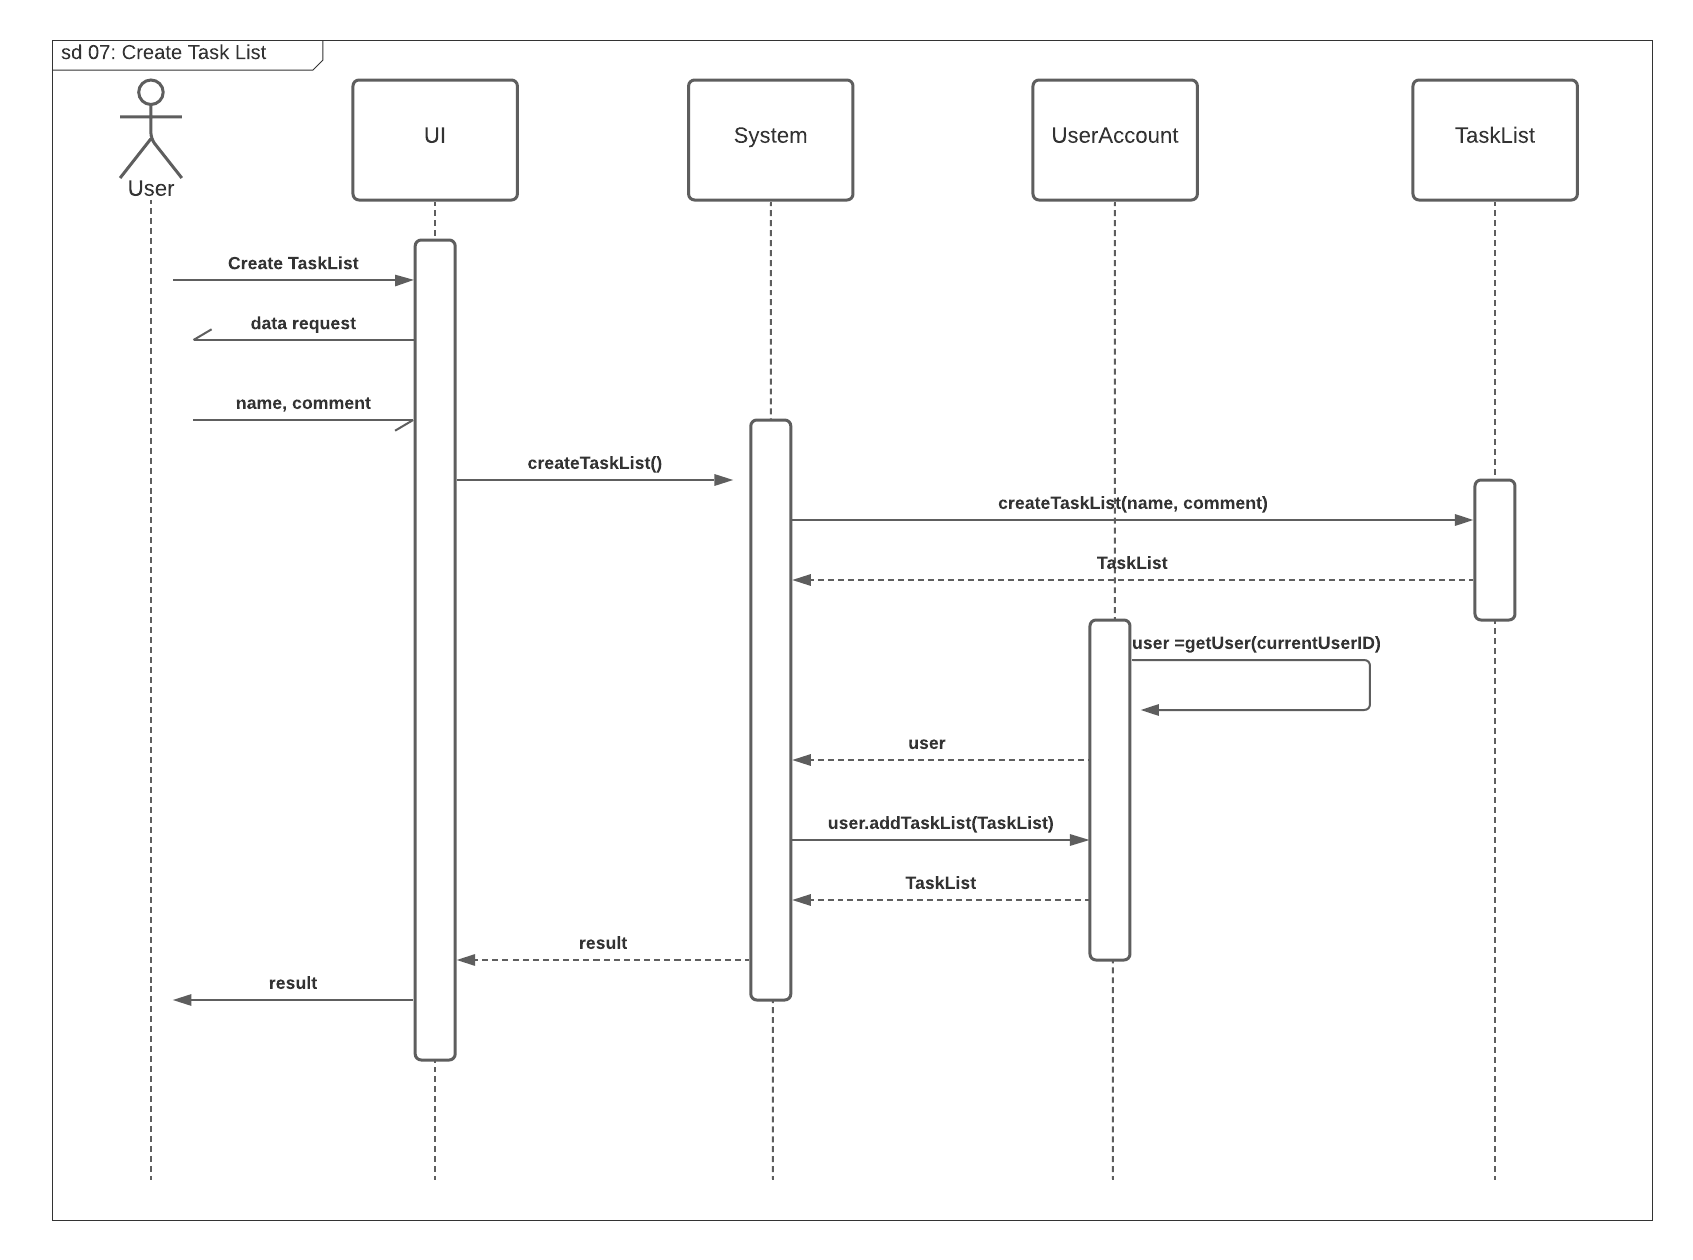 sd 07: Create Task List
User
UI
System
UserAccount
TaskList
Create TaskList
data request
name, comment
createTaskList()
createTaskList(name, comment)
TaskList
user =getUser(currentUserID)
user
user.addTaskList(TaskList)
TaskList
result
result